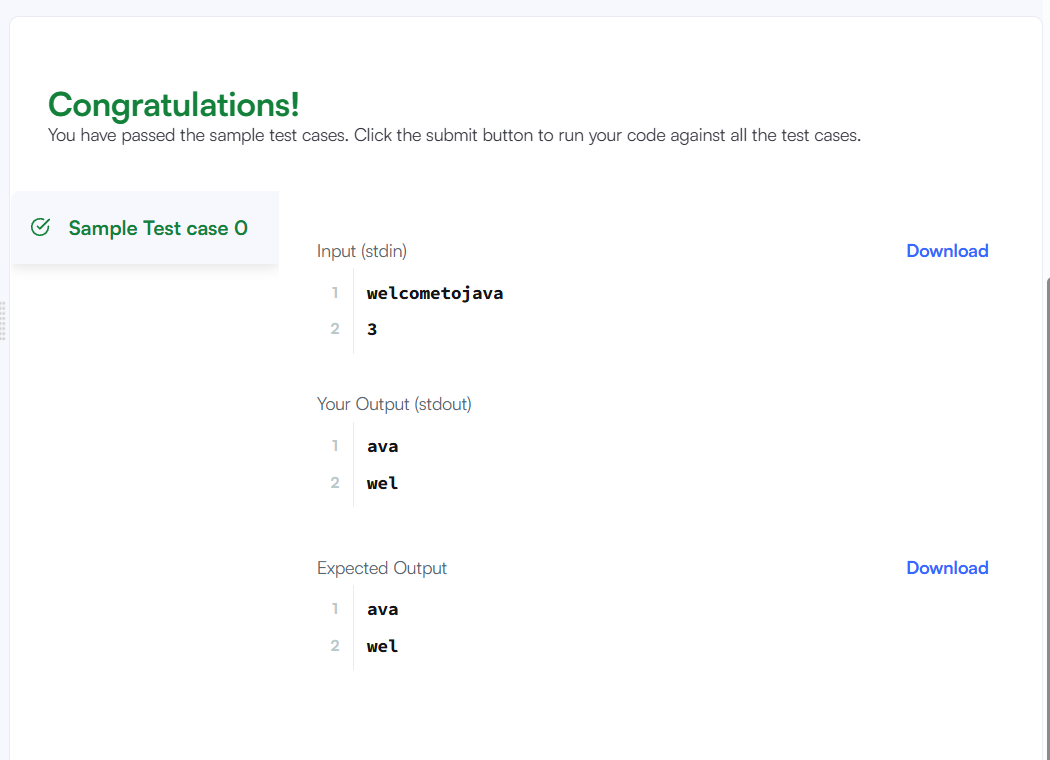 Congratulations!
You have passed the sample test cases. Click the submit button to run your code against all the test cases.
Sample Test case 0
Input (stdin)
Download
1 welcometojava
2 3
Your Output (stdout)
1 ava
2 wel
Expected Output
Download
1 ava
2 wel